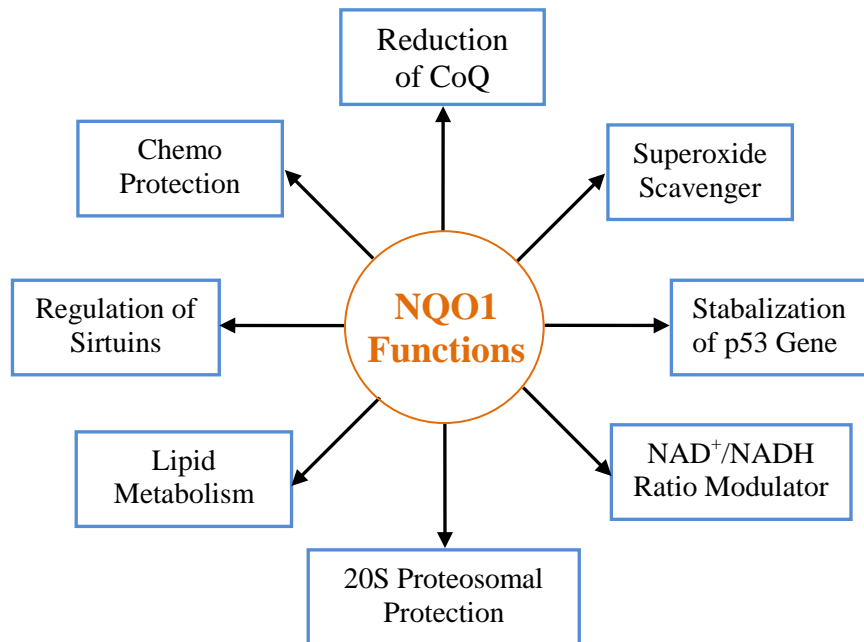 Reduction
of CoQ
Chemo
Protection
Superoxide
Scavenger
Regulation of
Sirtuins
NQO1
Functions
Stabalization
of p53 Gene
Lipid
Metabolism
NAD⁺/NADH
Ratio Modulator
20S Proteosomal
Protection